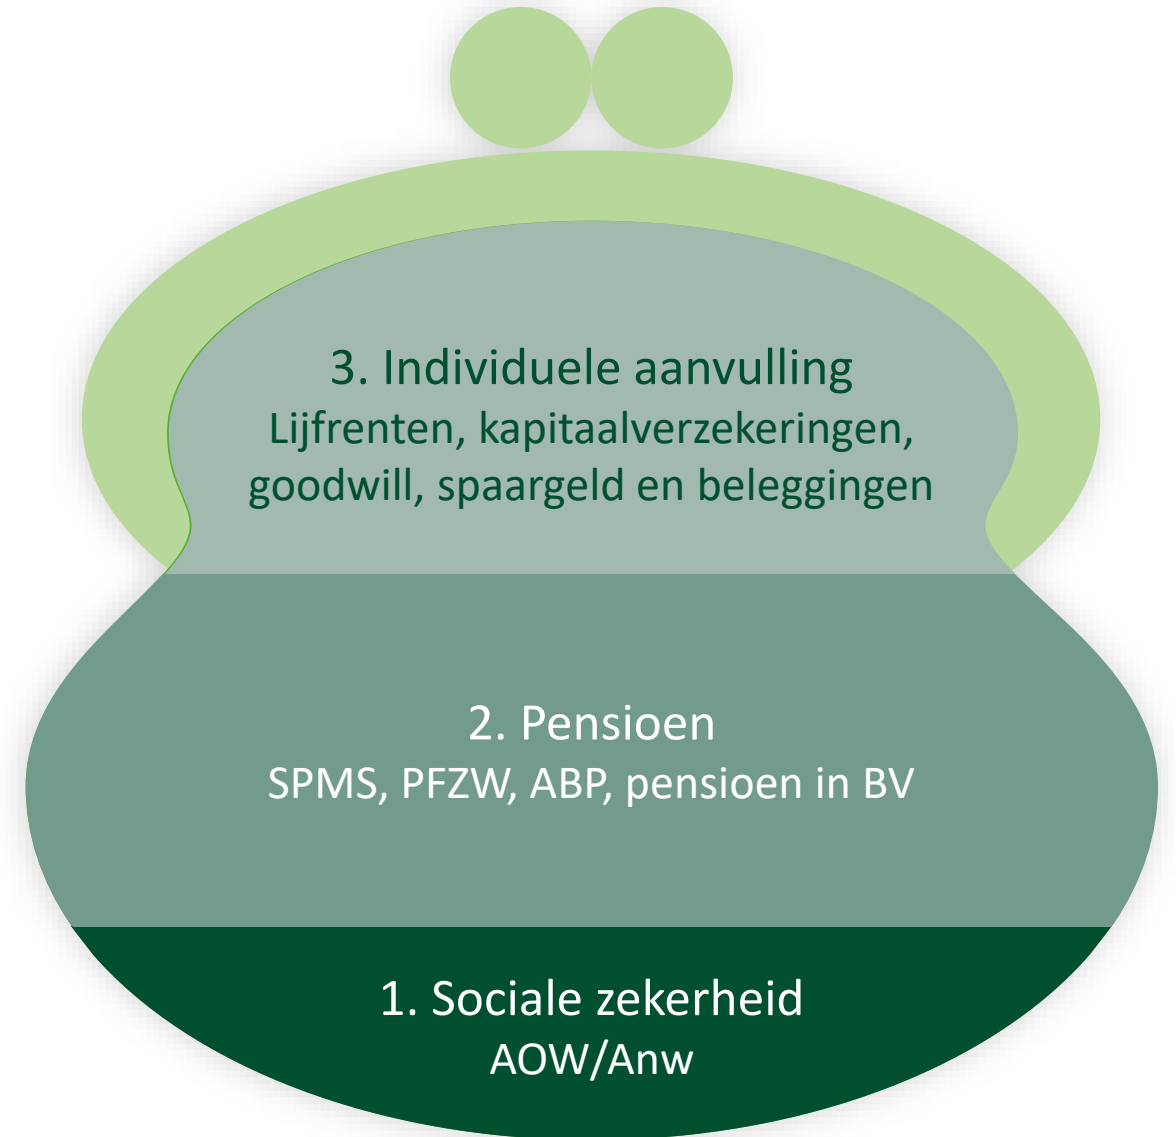 3. Individuele aanvulling
Lijfrenten, kapitaalverzekeringen,
goodwill, spaargeld en beleggingen
2. Pensioen
SPMS, PFZW, ABP, pensioen in BV
1. Sociale zekerheid
AOW/Anw